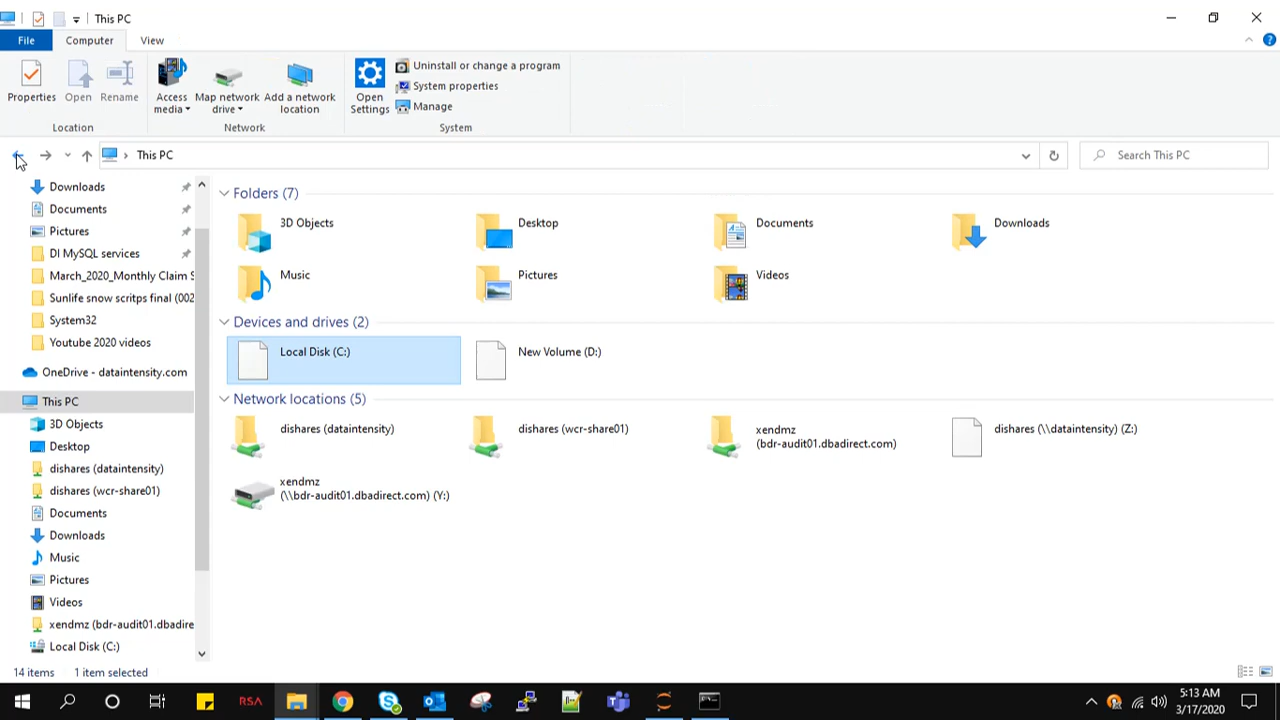 This PC
File
Computer
View
Properties
Open
Rename
Access media
Map network drive
Add a network location
Open Settings
Uninstall or change a program
System properties
Manage
Location
Network
System
This PC
Search This PC
Downloads
Documents
Pictures
DI MySQL services
March_2020_Monthly Claim S
Sunlife snow scritps final (002
System32
Youtube 2020 videos
OneDrive - dataintensity.com
This PC
3D Objects
Desktop
dishares (dataintensity)
dishares (wcr-share01)
Documents
Downloads
Music
Pictures
Videos
xendmz (bdr-audit01.dbadire
Local Disk (C:)
Folders (7)
3D Objects
Desktop
Documents
Downloads
Music
Pictures
Videos
Devices and drives (2)
Local Disk (C:)
New Volume (D:)
Network locations (5)
dishares (dataintensity)
dishares (wcr-share01)
xendmz
(bdr-audit01.dbadirect.com)
dishares (\\dataintensity) (Z:)
xendmz
(\\bdr-audit01.dbadirect.com) (Y:)
14 items
1 item selected
RSA
5:13 AM
3/17/2020